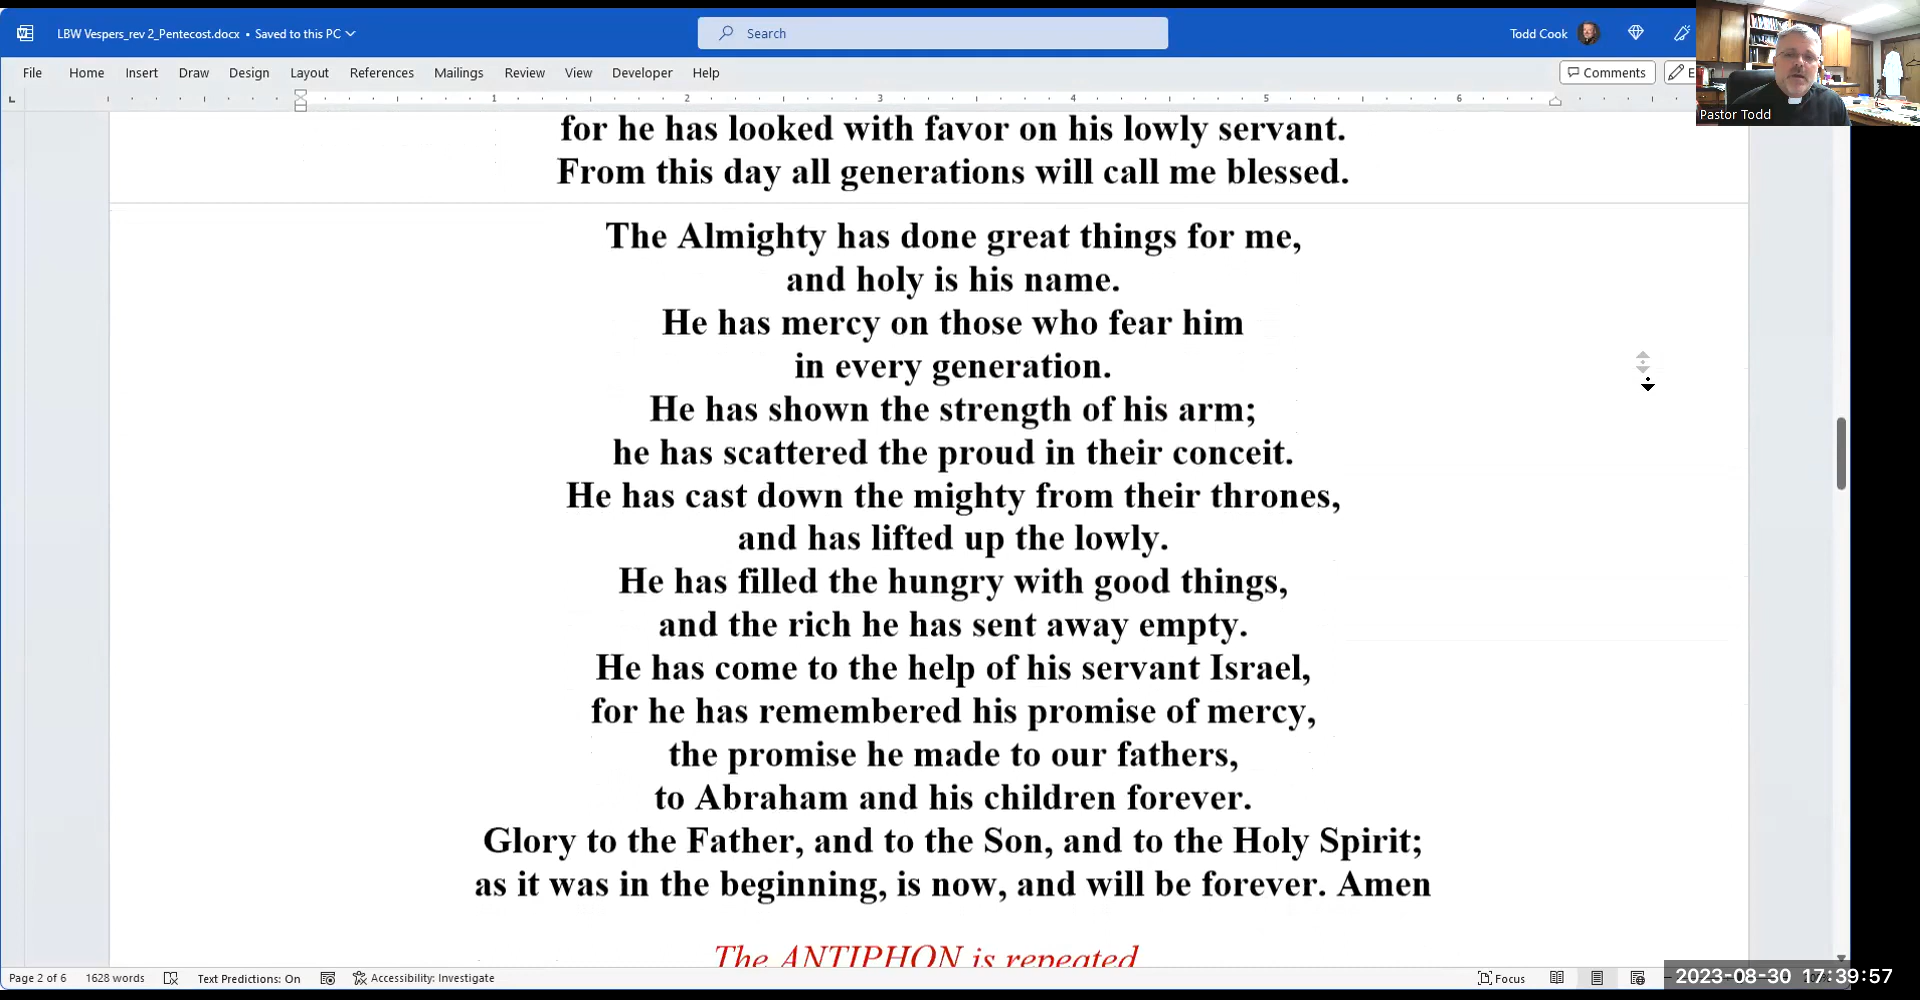 LBW Vespers_rev 2_Pentecost.docx • Saved to this PC
Search
Todd Cook
File Home Insert Draw Design Layout References Mailings Review View Developer Help
Comments
E
Pastor Todd
1 2 3 4 5 6
for he has looked with favor on his lowly servant.
From this day all generations will call me blessed.
The Almighty has done great things for me,
and holy is his name.
He has mercy on those who fear him
in every generation.
He has shown the strength of his arm;
he has scattered the proud in their conceit.
He has cast down the mighty from their thrones,
and has lifted up the lowly.
He has filled the hungry with good things,
and the rich he has sent away empty.
He has come to the help of his servant Israel,
for he has remembered his promise of mercy,
the promise he made to our fathers,
to Abraham and his children forever.
Glory to the Father, and to the Son, and to the Holy Spirit;
as it was in the beginning, is now, and will be forever. Amen
The ANTIPHON is repeated
Page 2 of 6 1628 words Text Predictions: On Accessibility: Investigate Focus
2023-08-30 17:39:57